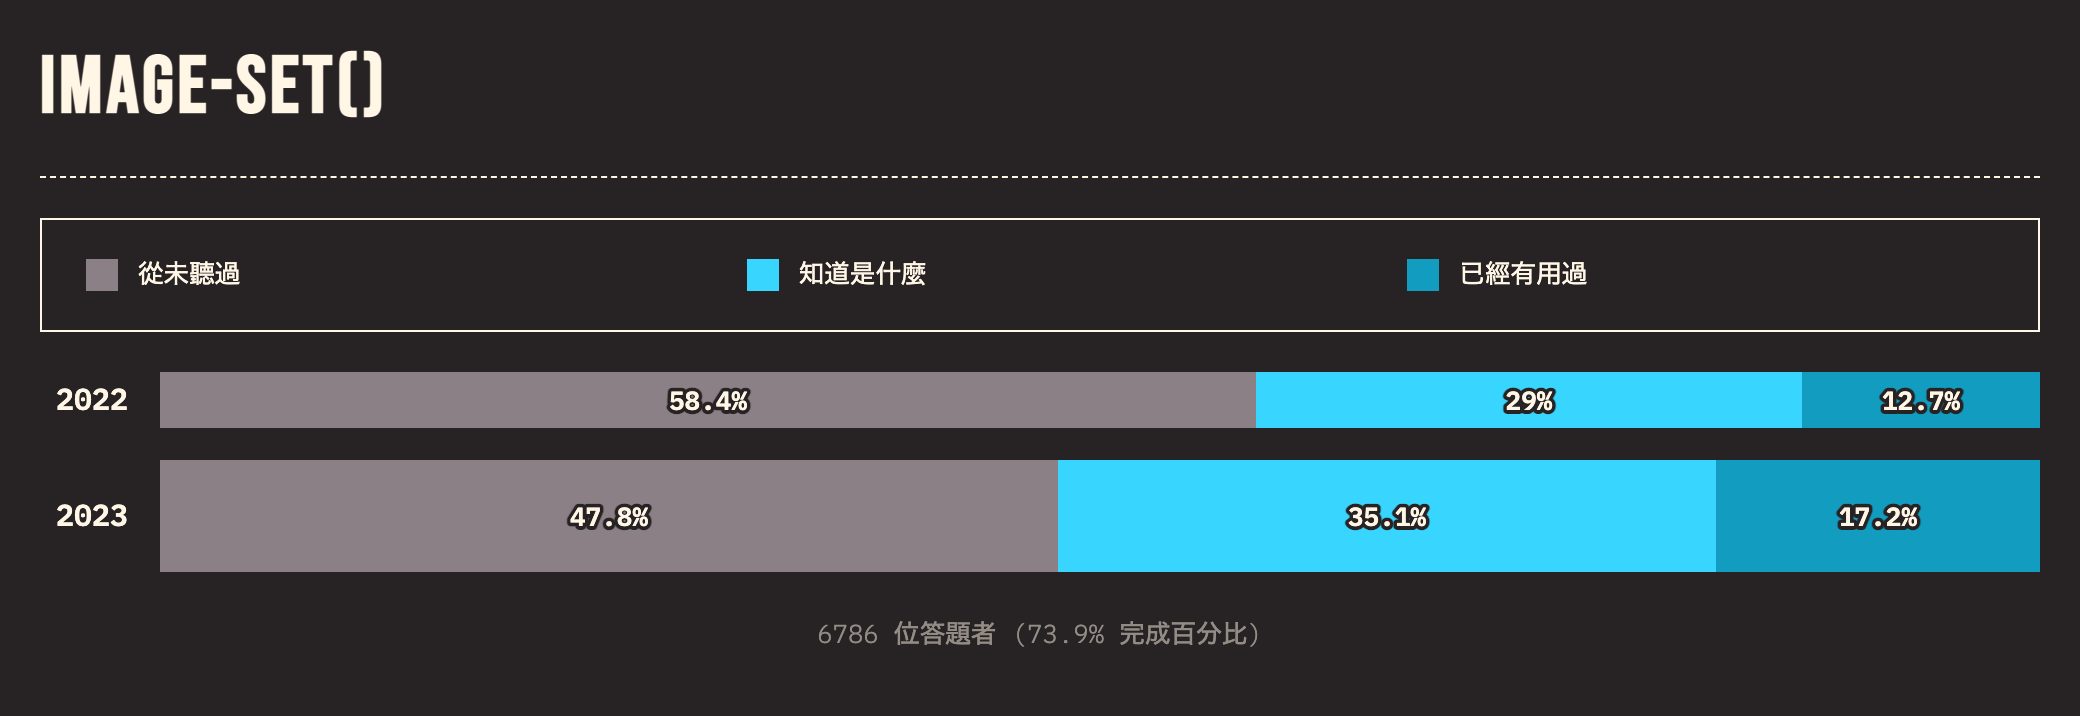 IMAGE-SET()
從未聽過 知道是什麼 已經有用過
2022 58.4% 29% 12.7%
2023 47.8% 35.1% 17.2%
6786 位答題者 (73.9% 完成百分比)